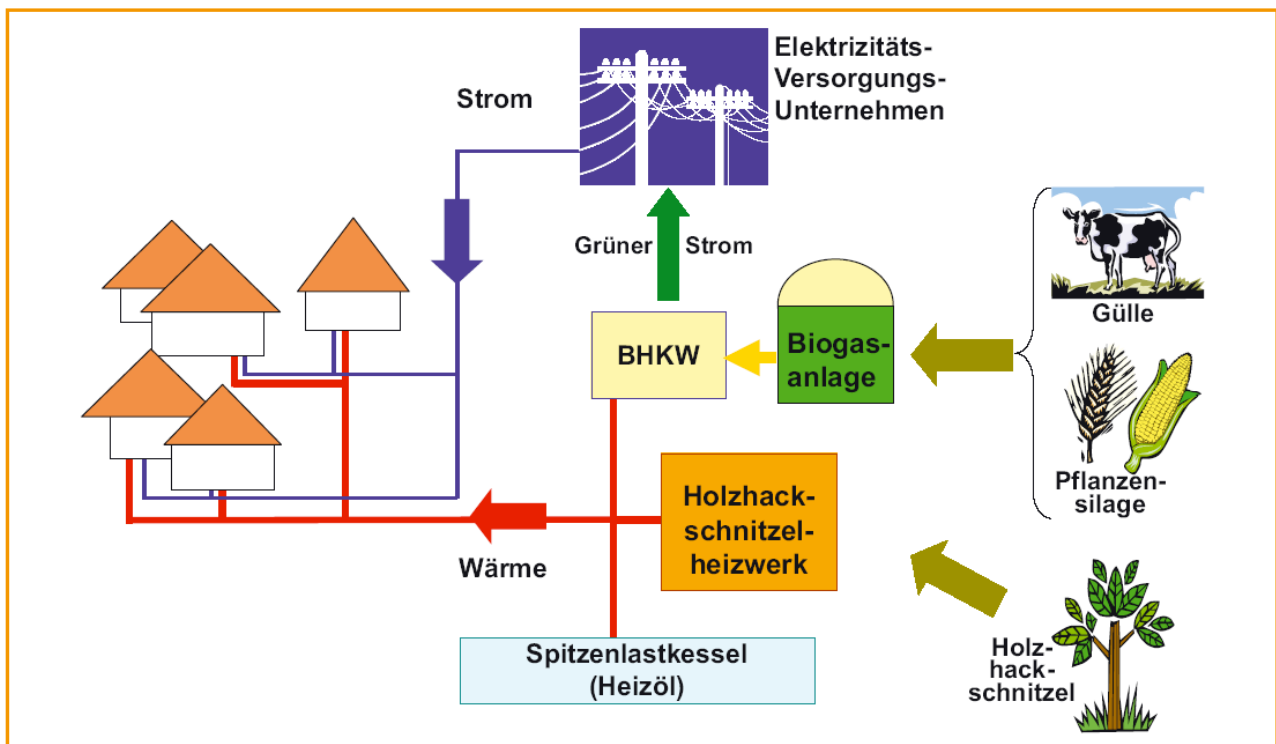 Elektrizitäts-
Versorgungs-
Unternehmen
Strom
Grüner Strom
Gülle
BHKW
Biogas-
anlage
Pflanzen-
silage
Holzhack-
schnitzel-
heizwerk
Wärme
Holz-
hack-
schnitzel
Spitzenlastkessel
(Heizöl)